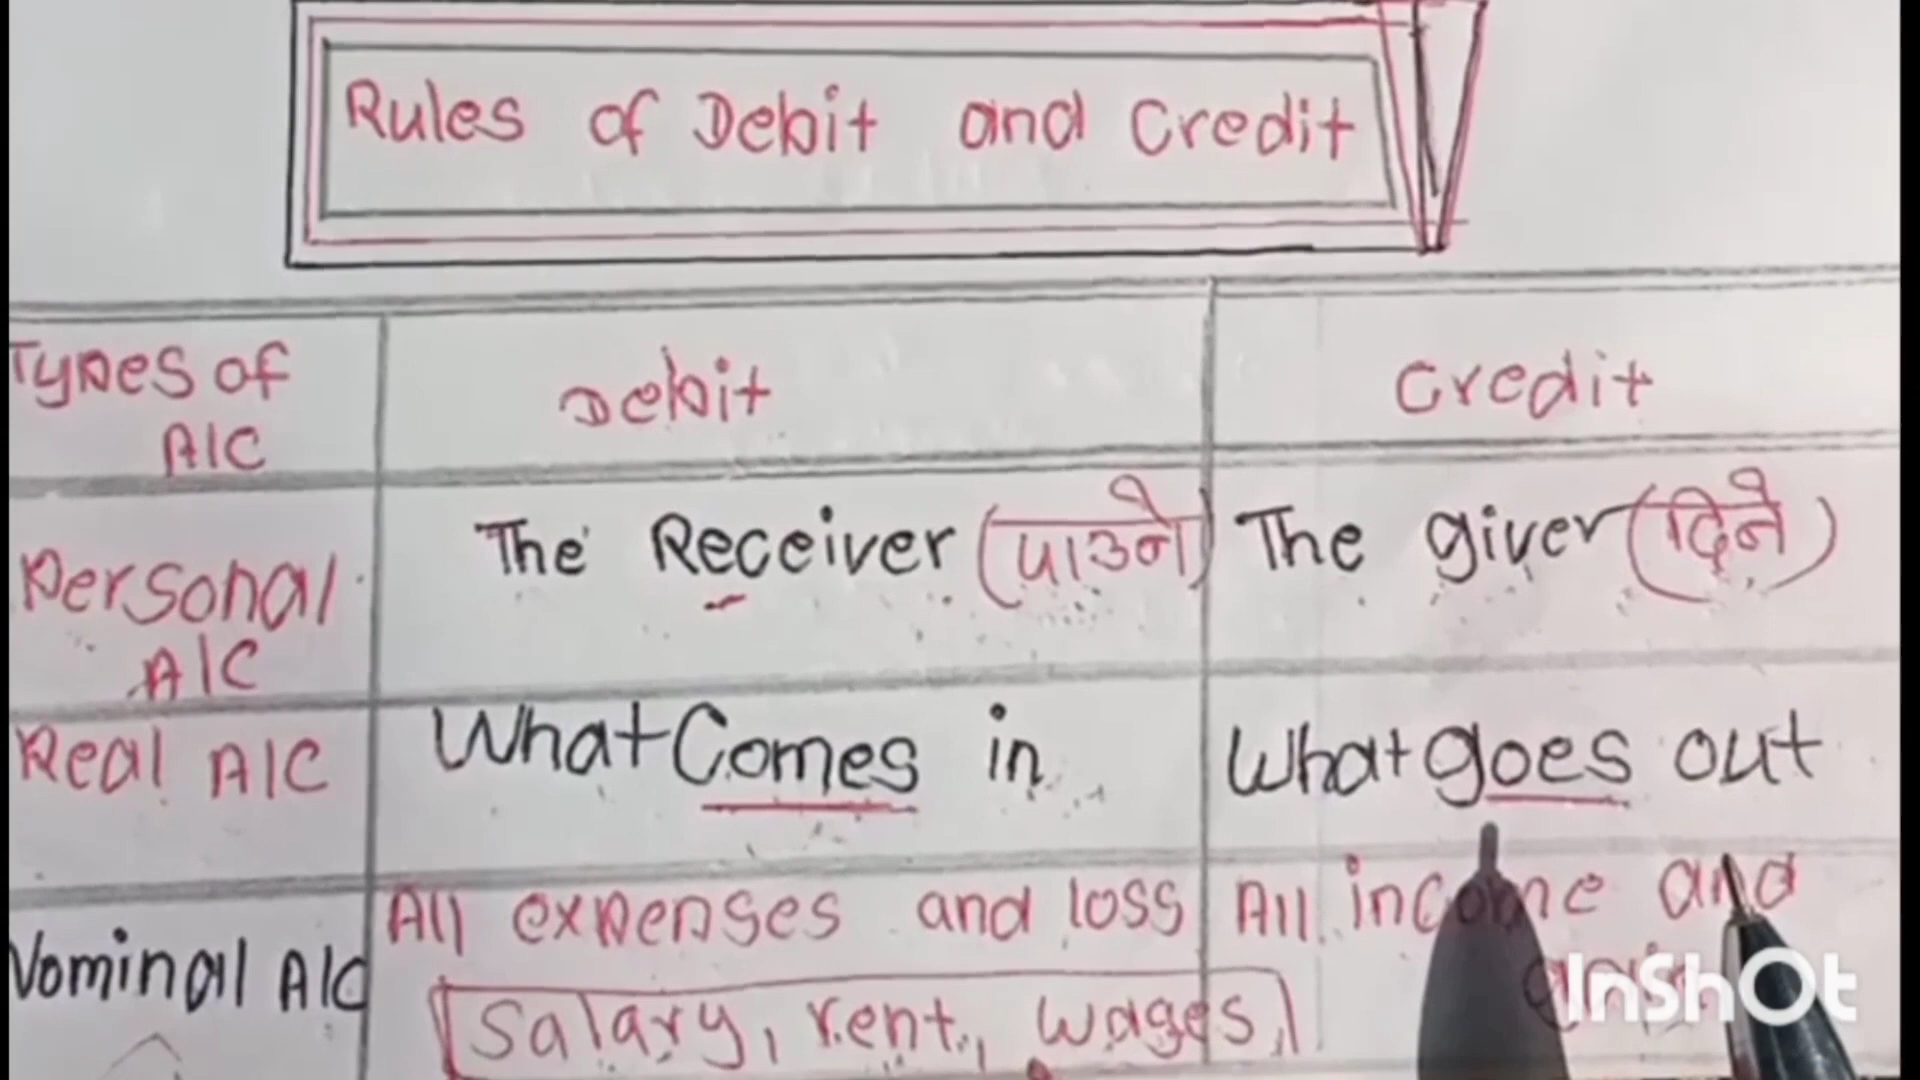 Rules of Debit and Credit
Types of A/C
Debit
Credit
Personal A/C
The Receiver (पाउने)
The giver (दिने)
Real A/C
What Comes in
What goes out
Nominal A/C
All expenses and loss
Salary, rent, wages,
All income and
InShOt